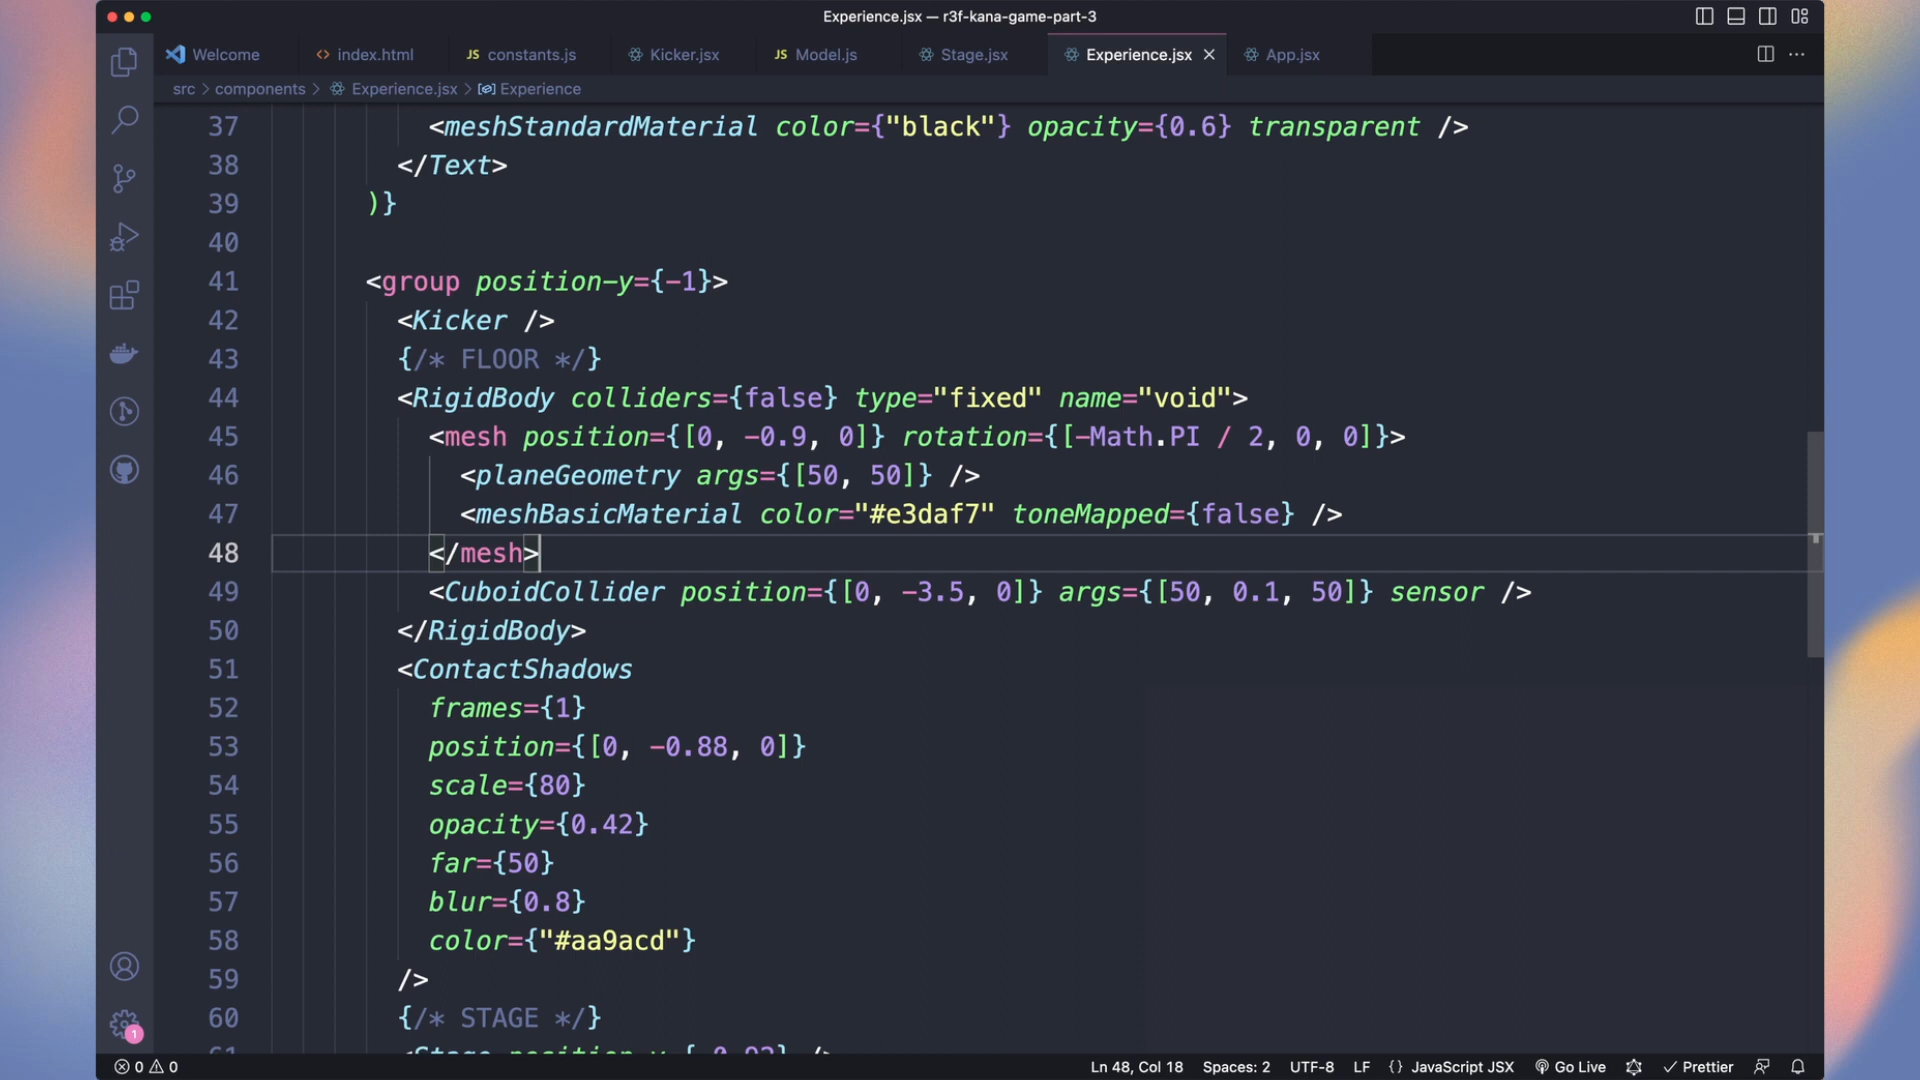 Experience.jsx — r3f-kana-game-part-3
Welcome
<> index.html
JS constants.js
Kicker.jsx
JS Model.js
Stage.jsx
Experience.jsx
App.jsx
src > components > Experience.jsx > Experience
37 <meshStandardMaterial color={"black"} opacity={0.6} transparent />
38 </Text>
39 )}
40
41 <group position-y={-1}>
42 <Kicker />
43 {/* FLOOR */}
44 <RigidBody colliders={false} type="fixed" name="void">
45 <mesh position={[0, -0.9, 0]} rotation={[-Math.PI / 2, 0, 0]}>
46 <planeGeometry args={[50, 50]} />
47 <meshBasicMaterial color="#e3daf7" toneMapped={false} />
48 </mesh>
49 <CuboidCollider position={[0, -3.5, 0]} args={[50, 0.1, 50]} sensor />
50 </RigidBody>
51 <ContactShadows
52 frames={1}
53 position={[0, -0.88, 0]}
54 scale={80}
55 opacity={0.42}
56 far={50}
57 blur={0.8}
58 color={"#aa9acd"}
59 />
60 {/* STAGE */}
61 <Stage position-y={-0.92} />
1
0 0
Ln 48, Col 18
Spaces: 2
UTF-8
LF
{} JavaScript JSX
Go Live
Prettier